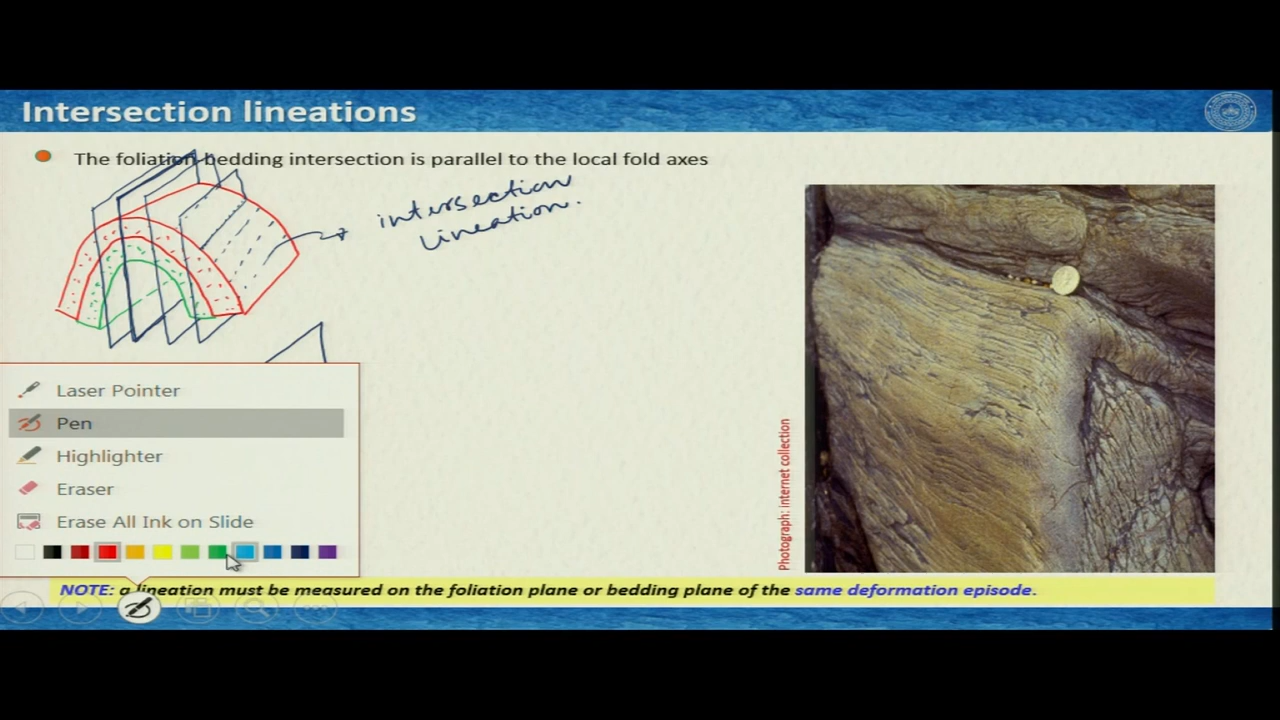 Intersection lineations
The foliation bedding intersection is parallel to the local fold axes
intersection
lineation.
Photograph: internet collection
Laser Pointer
Pen
Highlighter
Eraser
Erase All Ink on Slide
NOTE: a lineation must be measured on the foliation plane or bedding plane of the same deformation episode.